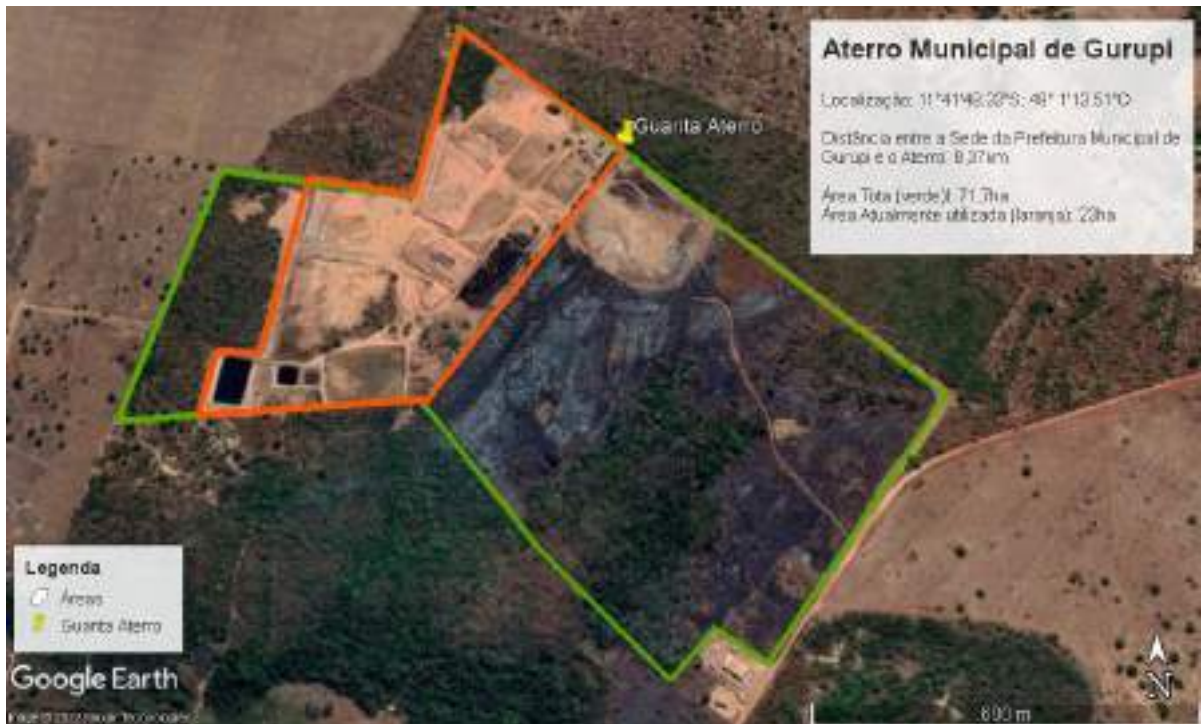 Aterro Municipal de Gurupi
Localização: 11°41'48.33"S; 49° 1'13.51"O
Distância entre a Sede da Prefeitura Municipal de
Gurupi e o Aterro: 8,37km
Área Tota (verde): 71.7ha
Área Atualmente utilizada (laranja): 23ha
Guarita Aterro
Legenda
Áreas
Guarita Aterro
Google Earth
N
600 m